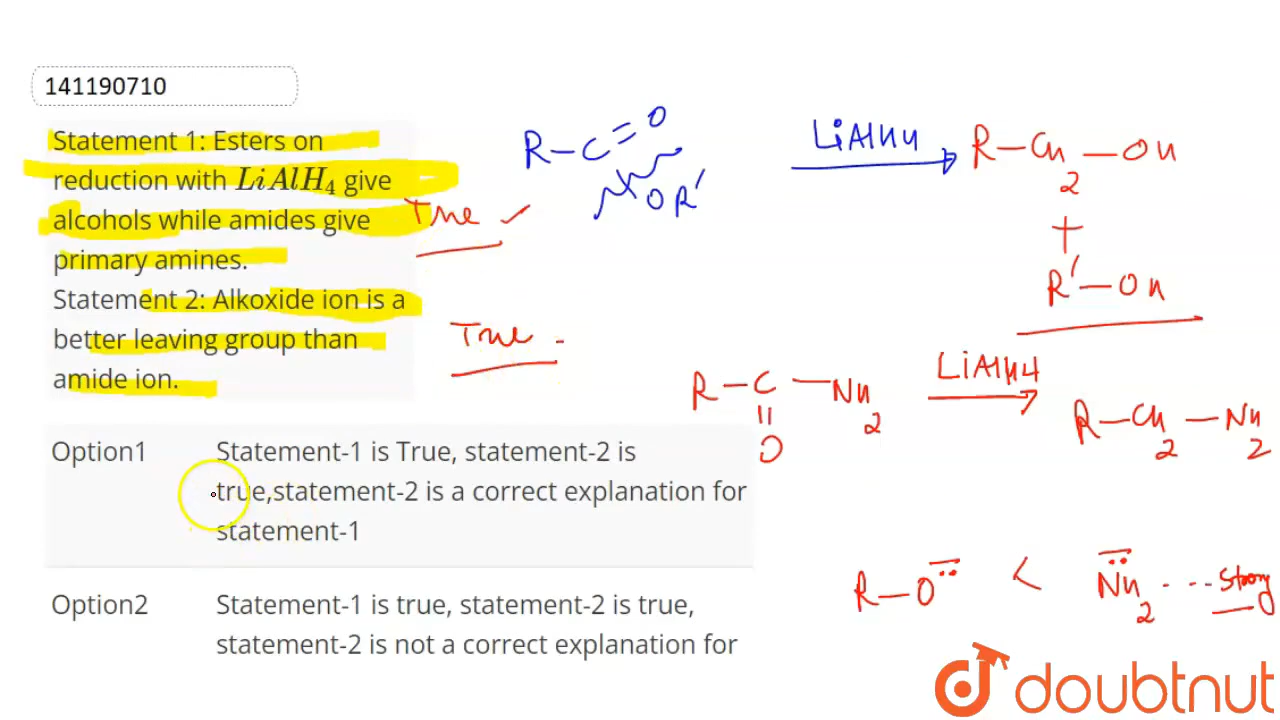 141190710
Statement 1: Esters on
reduction with LiAlH4 give
alcohols while amides give
primary amines.
Statement 2: Alkoxide ion is a
better leaving group than
amide ion.
True ✓
True -
R-C=O
OR'
LiAlH4
R-CH2-OH
+
R'-OH
R-C-NH2
O
LiAlH4
R-CH2-NH2
Option1 Statement-1 is True, statement-2 is
true,statement-2 is a correct explanation for
statement-1
R-O⁻ < NH2⁻ --- Strong
Option2 Statement-1 is true, statement-2 is true,
statement-2 is not a correct explanation for
doubtnut